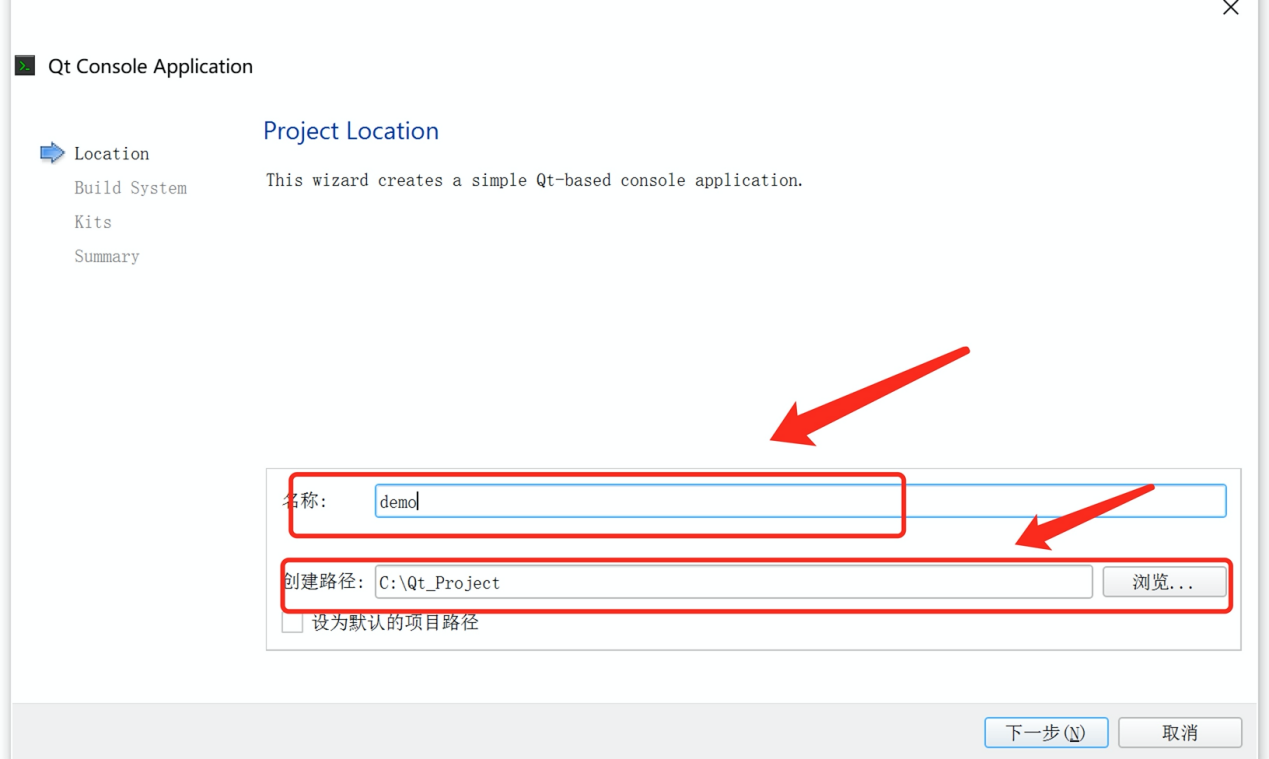 Qt Console Application
Project Location
Location
This wizard creates a simple Qt-based console application.
Build System
Kits
Summary
名称: demo
创建路径: C:\Qt_Project 浏览...
设为默认的项目路径
下一步(N) 取消